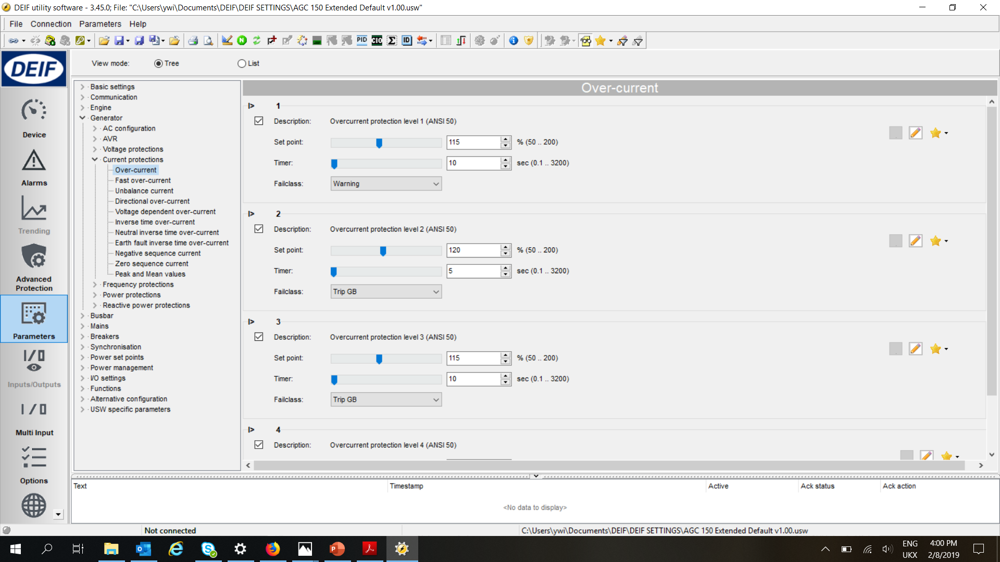 DEIF utility software - 3.45.0; File: "C:\Users\ywi\Documents\DEIF\DEIF SETTINGS\AGC 150 Extended Default v1.00.usw"
File Connection Parameters Help
PID CIO Σ ID
DEIF
View mode: Tree List
Device
Alarms
Trending
Advanced
Protection
Parameters
Inputs/Outputs
Multi Input
Options
Basic settings
Communication
Engine
Generator
AC configuration
AVR
Voltage protections
Current protections
Over-current
Fast over-current
Unbalance current
Directional over-current
Voltage dependent over-current
Inverse time over-current
Neutral inverse time over-current
Earth fault inverse time over-current
Negative sequence current
Zero sequence current
Peak and Mean values
Frequency protections
Power protections
Reactive power protections
Busbar
Mains
Breakers
Synchronisation
Power set points
Power management
I/O settings
Functions
Alternative configuration
USW specific parameters
Over-current
I> 1
Description: Overcurrent protection level 1 (ANSI 50)
Set point: 115 % (50 .. 200)
Timer: 10 sec (0.1 .. 3200)
Failclass: Warning
I> 2
Description: Overcurrent protection level 2 (ANSI 50)
Set point: 120 % (50 .. 200)
Timer: 5 sec (0.1 .. 3200)
Failclass: Trip GB
I> 3
Description: Overcurrent protection level 3 (ANSI 50)
Set point: 115 % (50 .. 200)
Timer: 10 sec (0.1 .. 3200)
Failclass: Trip GB
I> 4
Description: Overcurrent protection level 4 (ANSI 50)
Text Timestamp Active Ack status Ack action
<No data to display>
Not connected C:\Users\ywi\Documents\DEIF\DEIF SETTINGS\AGC 150 Extended Default v1.00.usw
ENG 4:00 PM
UKX 2/8/2019